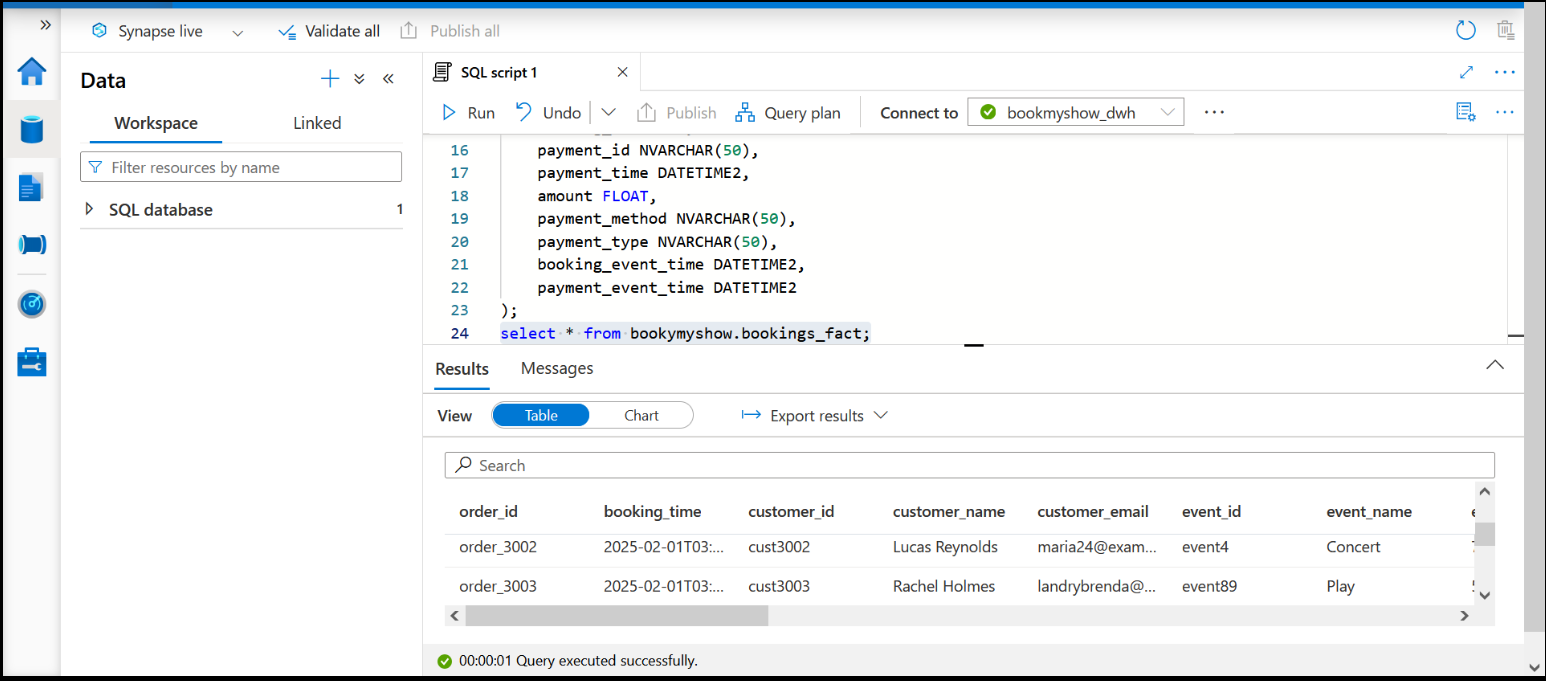 Synapse live
Validate all
Publish all
Data
Workspace
Linked
Filter resources by name
SQL database 1
SQL script 1
Run
Undo
Publish
Query plan
Connect to
bookmyshow_dwh
16 payment_id NVARCHAR(50),
17 payment_time DATETIME2,
18 amount FLOAT,
19 payment_method NVARCHAR(50),
20 payment_type NVARCHAR(50),
21 booking_event_time DATETIME2,
22 payment_event_time DATETIME2
23 );
24 select * from bookymyshow.bookings_fact;
Results
Messages
View
Table
Chart
Export results
Search
order_id booking_time customer_id customer_name customer_email event_id event_name
order_3002 2025-02-01T03:... cust3002 Lucas Reynolds maria24@exam... event4 Concert
order_3003 2025-02-01T03:... cust3003 Rachel Holmes landrybrenda@... event89 Play
00:00:01 Query executed successfully.